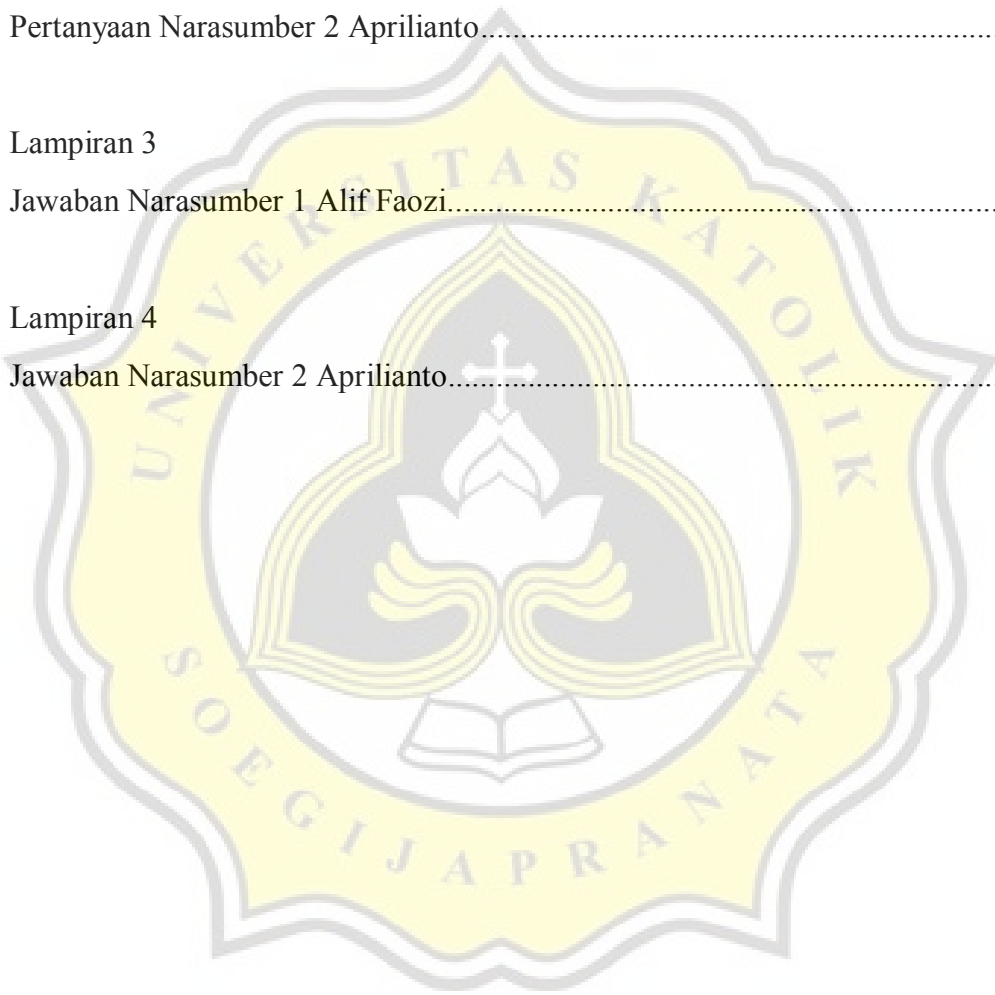 Pertanyaan Narasumber 2 Aprilianto..............................................................
Lampiran 3
Jawaban Narasumber 1 Alif Faozi..................................................................
Lampiran 4
Jawaban Narasumber 2 Aprilianto..................................................................
UNIVERSITAS KATOLIK
SOEGIJAPRANATA